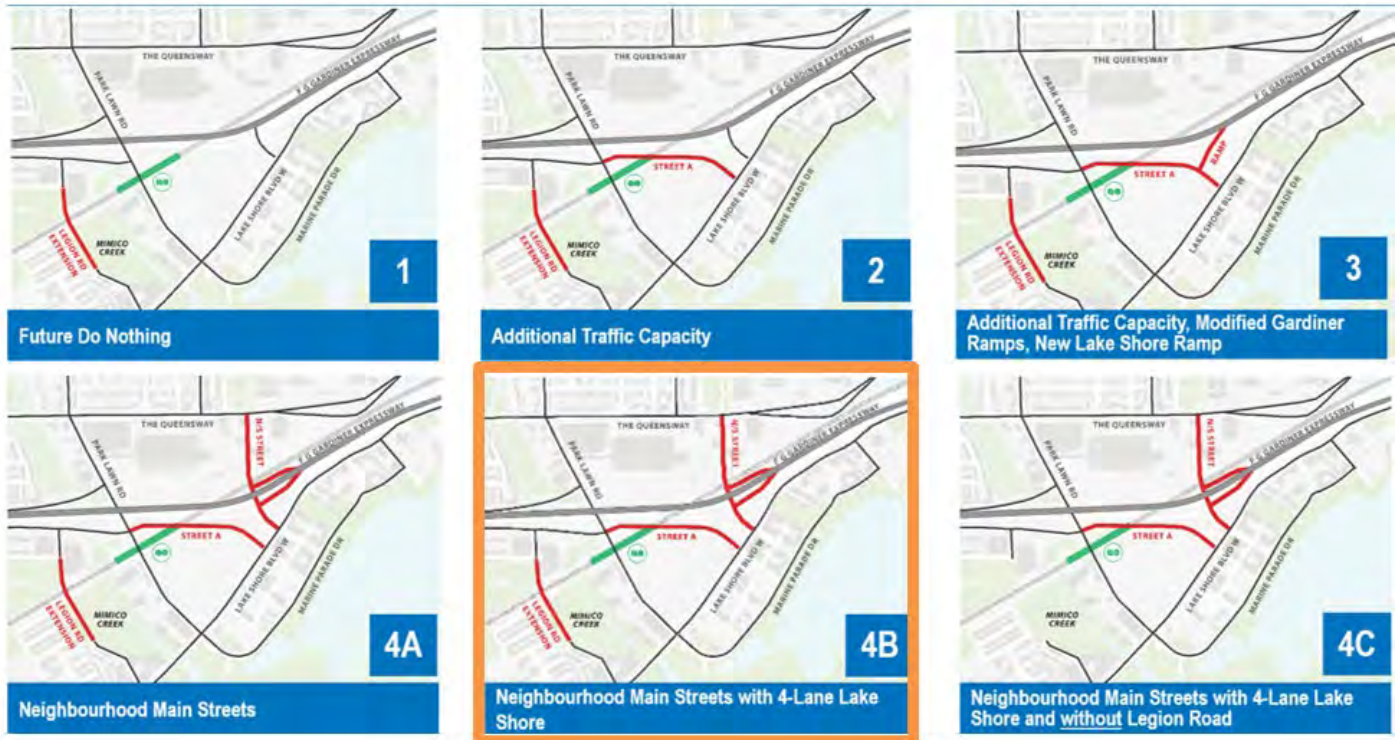 THE QUEENSWAY
F G GARDINER EXPRESSWAY
PARK LAWN RD
GO
LAKE SHORE BLVD W
MARINE PARADE DR
LEGION RD
EXTENSION
MIMICO
CREEK
1
Future Do Nothing
THE QUEENSWAY
F G GARDINER EXPRESSWAY
PARK LAWN RD
STREET A
GO
LAKE SHORE BLVD W
MARINE PARADE DR
LEGION RD
EXTENSION
MIMICO
CREEK
2
Additional Traffic Capacity
THE QUEENSWAY
F G GARDINER EXPRESSWAY
PARK LAWN RD
RAMP
STREET A
GO
LAKE SHORE BLVD W
MARINE PARADE DR
LEGION RD
EXTENSION
MIMICO
CREEK
3
Additional Traffic Capacity, Modified Gardiner
Ramps, New Lake Shore Ramp
THE QUEENSWAY
N/S STREET
F G GARDINER EXPRESSWAY
PARK LAWN RD
STREET A
GO
LAKE SHORE BLVD W
MARINE PARADE DR
LEGION RD
EXTENSION
MIMICO
CREEK
4A
Neighbourhood Main Streets
THE QUEENSWAY
N/S STREET
F G GARDINER EXPRESSWAY
PARK LAWN RD
STREET A
GO
LAKE SHORE BLVD W
MARINE PARADE DR
LEGION RD
EXTENSION
MIMICO
CREEK
4B
Neighbourhood Main Streets with 4-Lane Lake
Shore
THE QUEENSWAY
N/S STREET
F G GARDINER EXPRESSWAY
PARK LAWN RD
STREET A
GO
LAKE SHORE BLVD W
MARINE PARADE DR
MIMICO
CREEK
4C
Neighbourhood Main Streets with 4-Lane Lake
Shore and without Legion Road